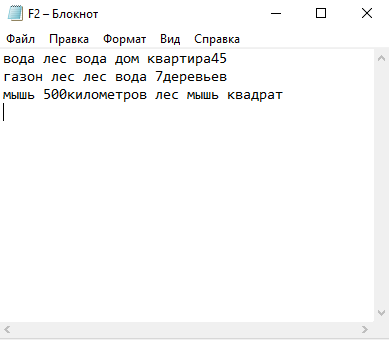 F2 – Блокнот
Файл Правка Формат Вид Справка
вода лес вода дом квартира45
газон лес лес вода 7деревьев
мышь 500километров лес мышь квадрат